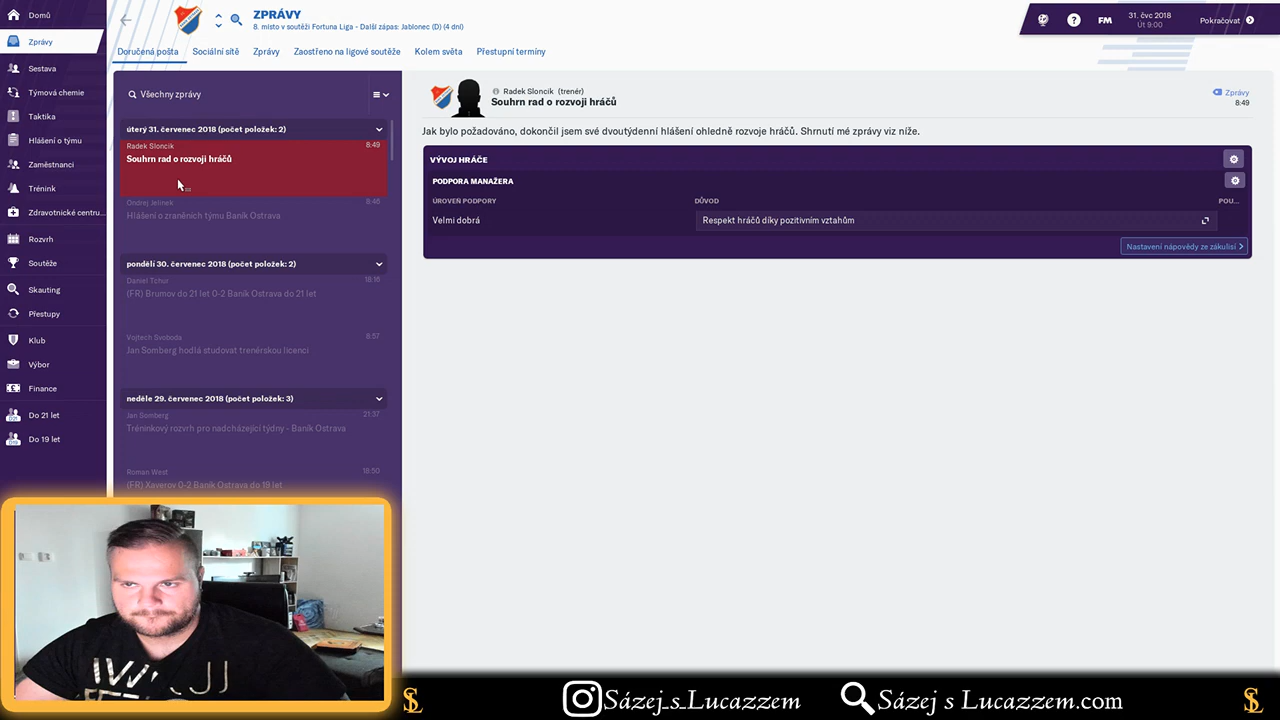 Domů
Zprávy
Sestava
Týmová chemie
Taktika
Hlášení o týmu
Zaměstnanci
Trénink
Zdravotnické centru...
Rozvrh
Soutěže
Skauting
Přestupy
Klub
Výbor
Finance
Do 21 let
Do 19 let
ZPRÁVY
8. místo v soutěži Fortuna Liga - Další zápas: Jablonec (D) (4 dní)
FM
31. čvc 2018
Út 9:00
Pokračovat
Doručená pošta
Sociální sítě
Zprávy
Zaostřeno na ligové soutěže
Kolem světa
Přestupní termíny
Všechny zprávy
úterý 31. červenec 2018 (počet položek: 2)
Radek Sloncik 8:49
Souhrn rad o rozvoji hráčů
Ondrej Jelinek 8:46
Hlášení o zraněních týmu Baník Ostrava
pondělí 30. červenec 2018 (počet položek: 2)
Daniel Tchur 18:16
(FR) Brumov do 21 let 0-2 Baník Ostrava do 21 let
Vojtech Svoboda 8:57
Jan Somberg hodlá studovat trenérskou licenci
neděle 29. červenec 2018 (počet položek: 3)
Jan Somberg 21:37
Tréninkový rozvrh pro nadcházející týdny - Baník Ostrava
Roman West 18:50
(FR) Xaverov 0-2 Baník Ostrava do 19 let
Radek Sloncik (trenér)
Souhrn rad o rozvoji hráčů
Zprávy
8:49
Jak bylo požadováno, dokončil jsem své dvoutýdenní hlášení ohledně rozvoje hráčů. Shrnutí mé zprávy viz níže.
VÝVOJ HRÁČE
PODPORA MANAŽERA
ÚROVEŇ PODPORY DŮVOD POU...
Velmi dobrá Respekt hráčů díky pozitivním vztahům
Nastavení nápovědy ze zákulisí
Sázej_s_Lucazzem
Sázej s Lucazzem.com